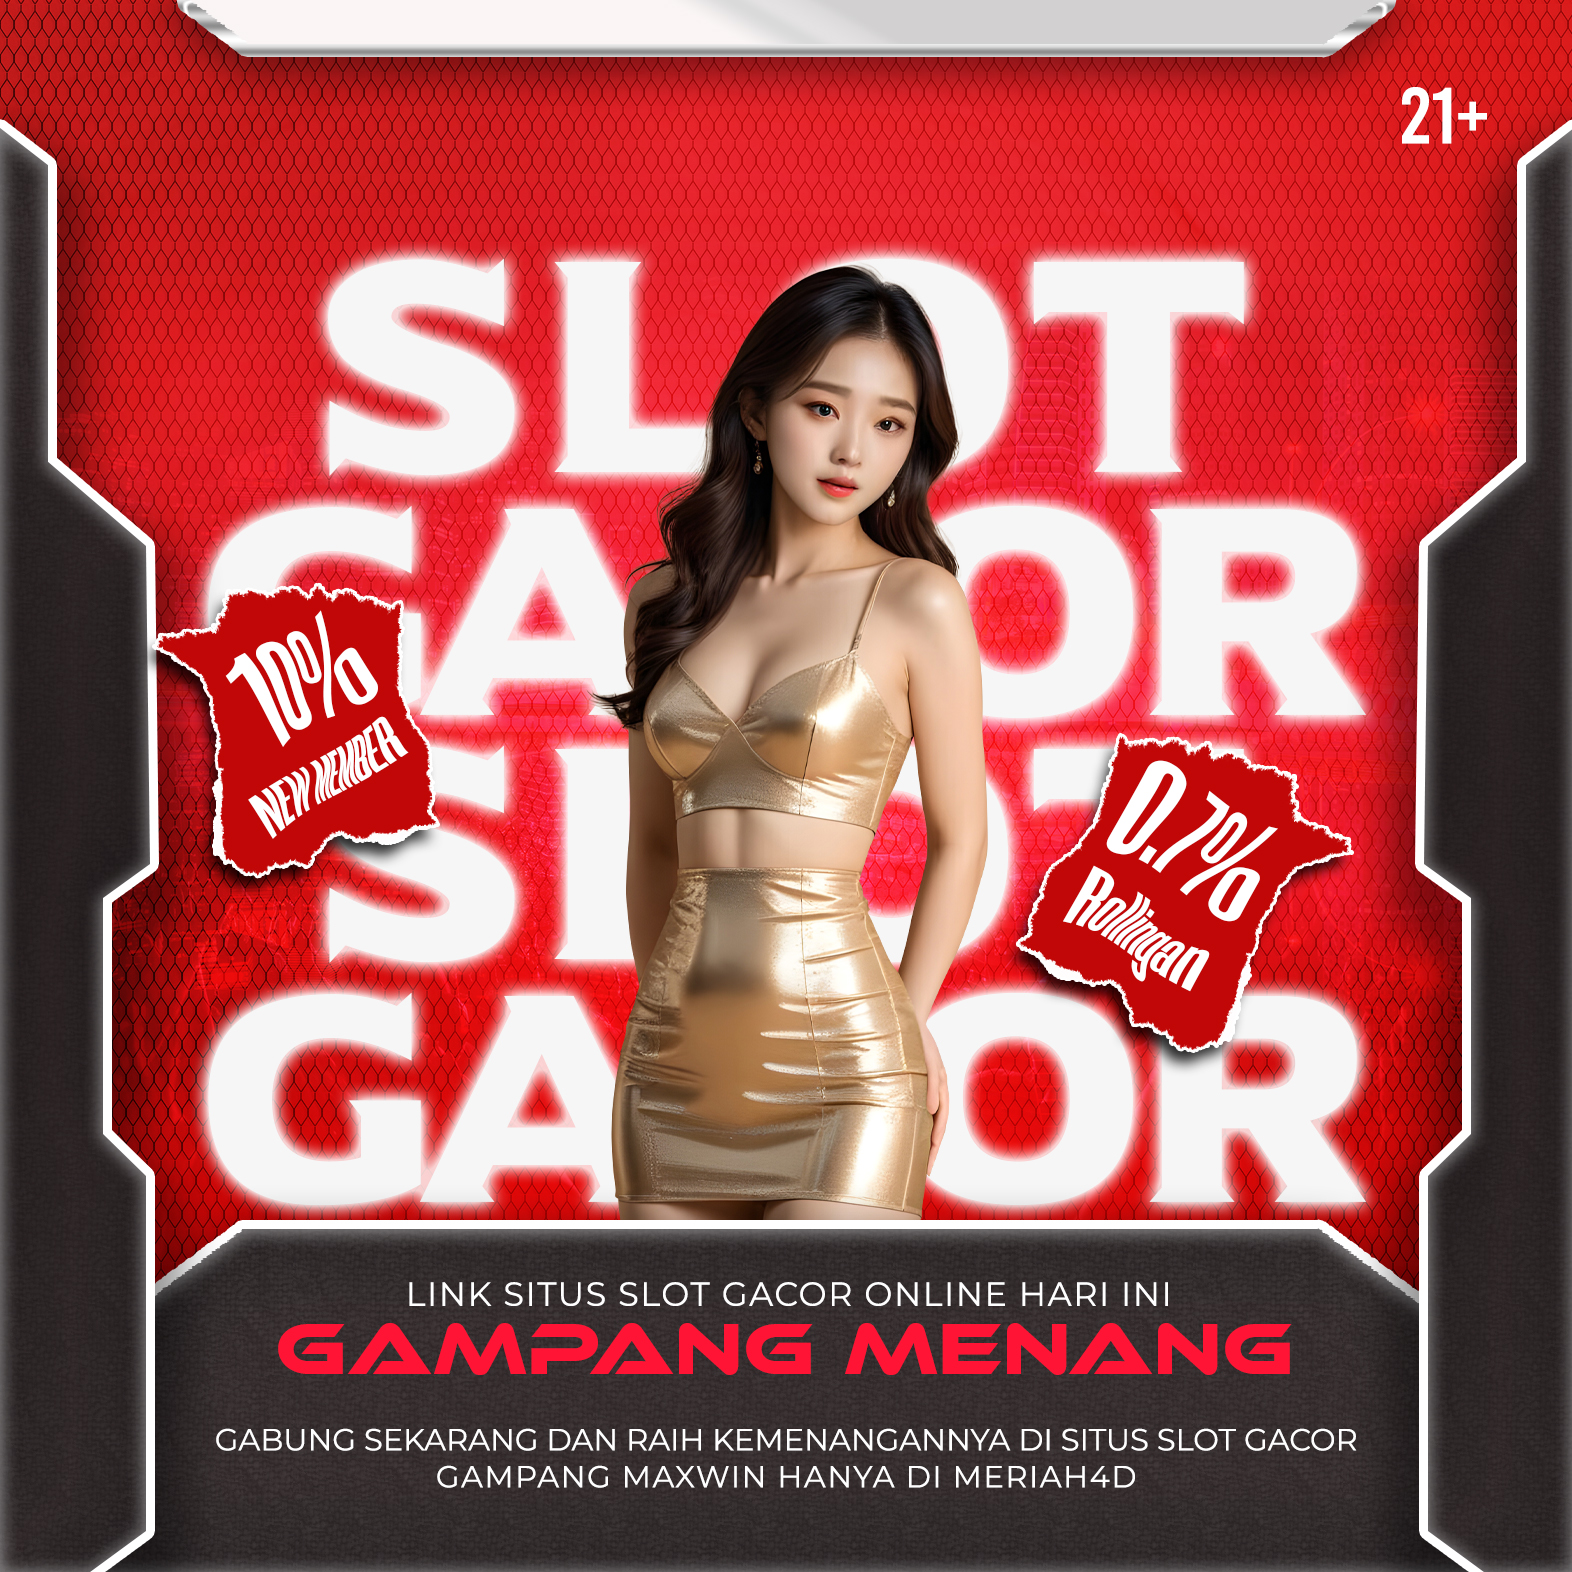 21+
SLOT
GACOR
10%
NEW MEMBER
SLOT
0.7%
Rollingan
GACOR
LINK SITUS SLOT GACOR ONLINE HARI INI
GAMPANG MENANG
GABUNG SEKARANG DAN RAIH KEMENANGANNYA DI SITUS SLOT GACOR
GAMPANG MAXWIN HANYA DI MERIAH4D